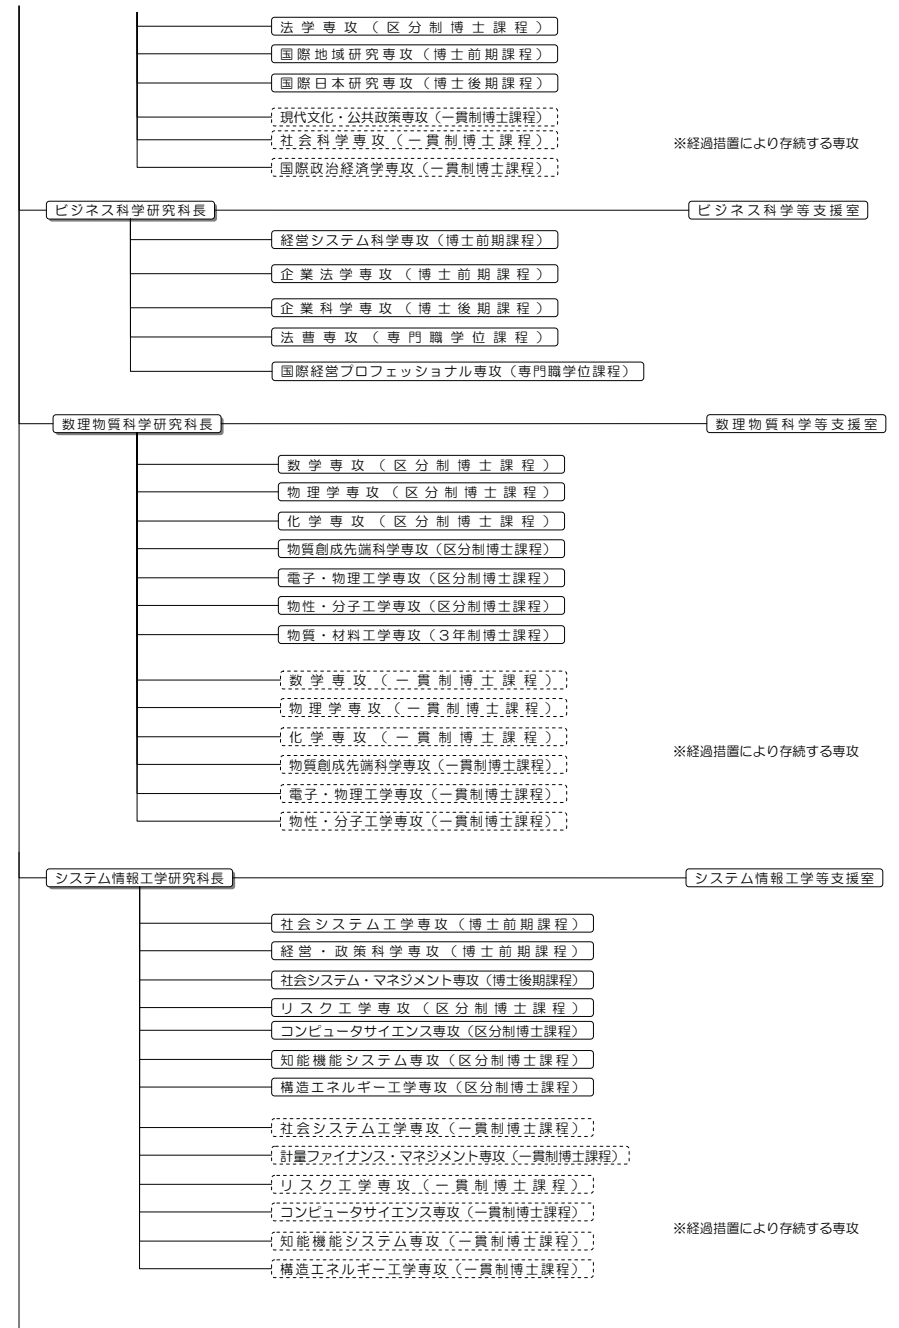 法学専攻（区分制博士課程）
国際地域研究専攻（博士前期課程）
国際日本研究専攻（博士後期課程）
現代文化・公共政策専攻（一貫制博士課程）
社会科学専攻（一貫制博士課程）
※経過措置により存続する専攻
国際政治経済学専攻（一貫制博士課程）
ビジネス科学研究科長
ビジネス科学等支援室
経営システム科学専攻（博士前期課程）
企業法学専攻（博士前期課程）
企業科学専攻（博士後期課程）
法曹専攻（専門職学位課程）
国際経営プロフェッショナル専攻（専門職学位課程）
数理物質科学研究科長
数理物質科学等支援室
数学専攻（区分制博士課程）
物理学専攻（区分制博士課程）
化学専攻（区分制博士課程）
物質創成先端科学専攻（区分制博士課程）
電子・物理工学専攻（区分制博士課程）
物性・分子工学専攻（区分制博士課程）
物質・材料工学専攻（３年制博士課程）
数学専攻（一貫制博士課程）
物理学専攻（一貫制博士課程）
化学専攻（一貫制博士課程）
※経過措置により存続する専攻
物質創成先端科学専攻（一貫制博士課程）
電子・物理工学専攻（一貫制博士課程）
物性・分子工学専攻（一貫制博士課程）
システム情報工学研究科長
システム情報工学等支援室
社会システム工学専攻（博士前期課程）
経営・政策科学専攻（博士前期課程）
社会システム・マネジメント専攻（博士後期課程）
リスク工学専攻（区分制博士課程）
コンピュータサイエンス専攻（区分制博士課程）
知能機能システム専攻（区分制博士課程）
構造エネルギー工学専攻（区分制博士課程）
社会システム工学専攻（一貫制博士課程）
計量ファイナンス・マネジメント専攻（一貫制博士課程）
リスク工学専攻（一貫制博士課程）
コンピュータサイエンス専攻（一貫制博士課程）
※経過措置により存続する専攻
知能機能システム専攻（一貫制博士課程）
構造エネルギー工学専攻（一貫制博士課程）